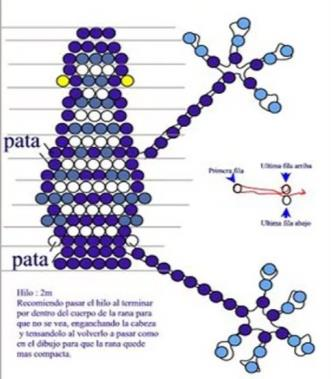 pata
Primera fila
Ultima fila arriba
Ultima fila abajo
pata
Hilo : 2m
Recomiendo pasar el hilo al terminar
por dentro del cuerpo de la rana para
que no se vea, enganchando la cabeza
y tensandolo al volverlo a pasar como
en el dibujo para que la rana quede
mas compacta.